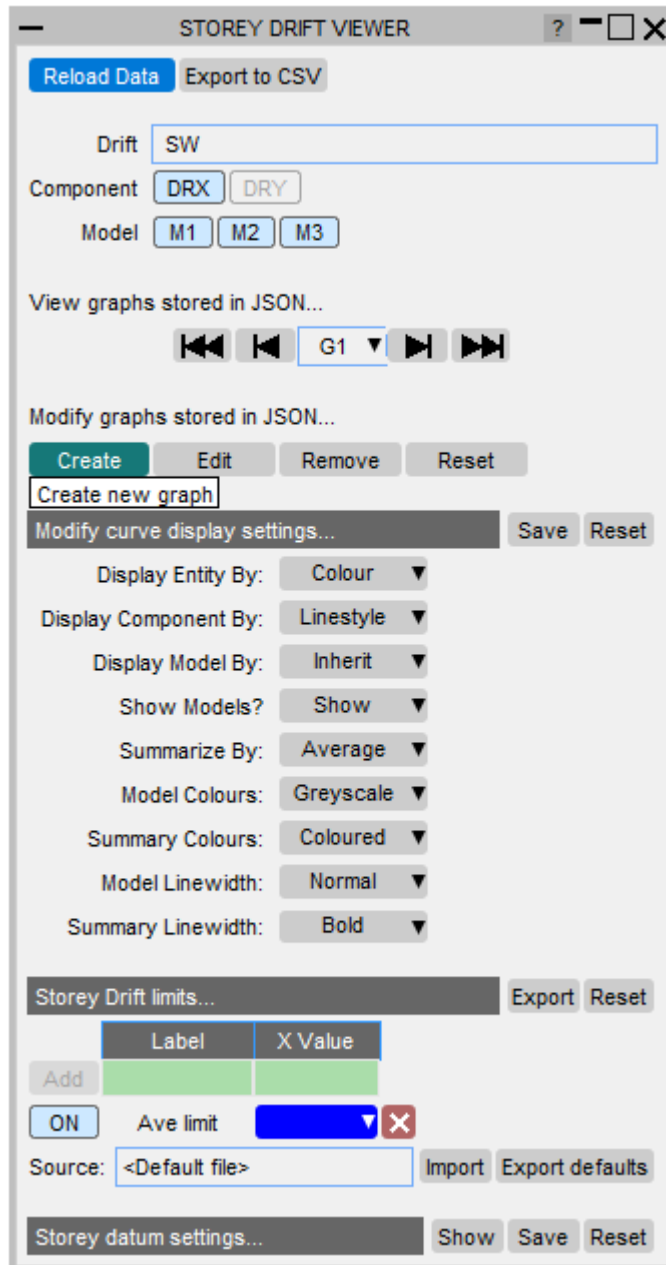 STOREY DRIFT VIEWER ?
Reload Data Export to CSV
Drift SW
Component DRX DRY
Model M1 M2 M3
View graphs stored in JSON...
G1
Modify graphs stored in JSON...
Create Edit Remove Reset
Create new graph
Modify curve display settings... Save Reset
Display Entity By: Colour
Display Component By: Linestyle
Display Model By: Inherit
Show Models? Show
Summarize By: Average
Model Colours: Greyscale
Summary Colours: Coloured
Model Linewidth: Normal
Summary Linewidth: Bold
Storey Drift limits... Export Reset
Label X Value
Add
ON Ave limit
Source: <Default file> Import Export defaults
Storey datum settings... Show Save Reset